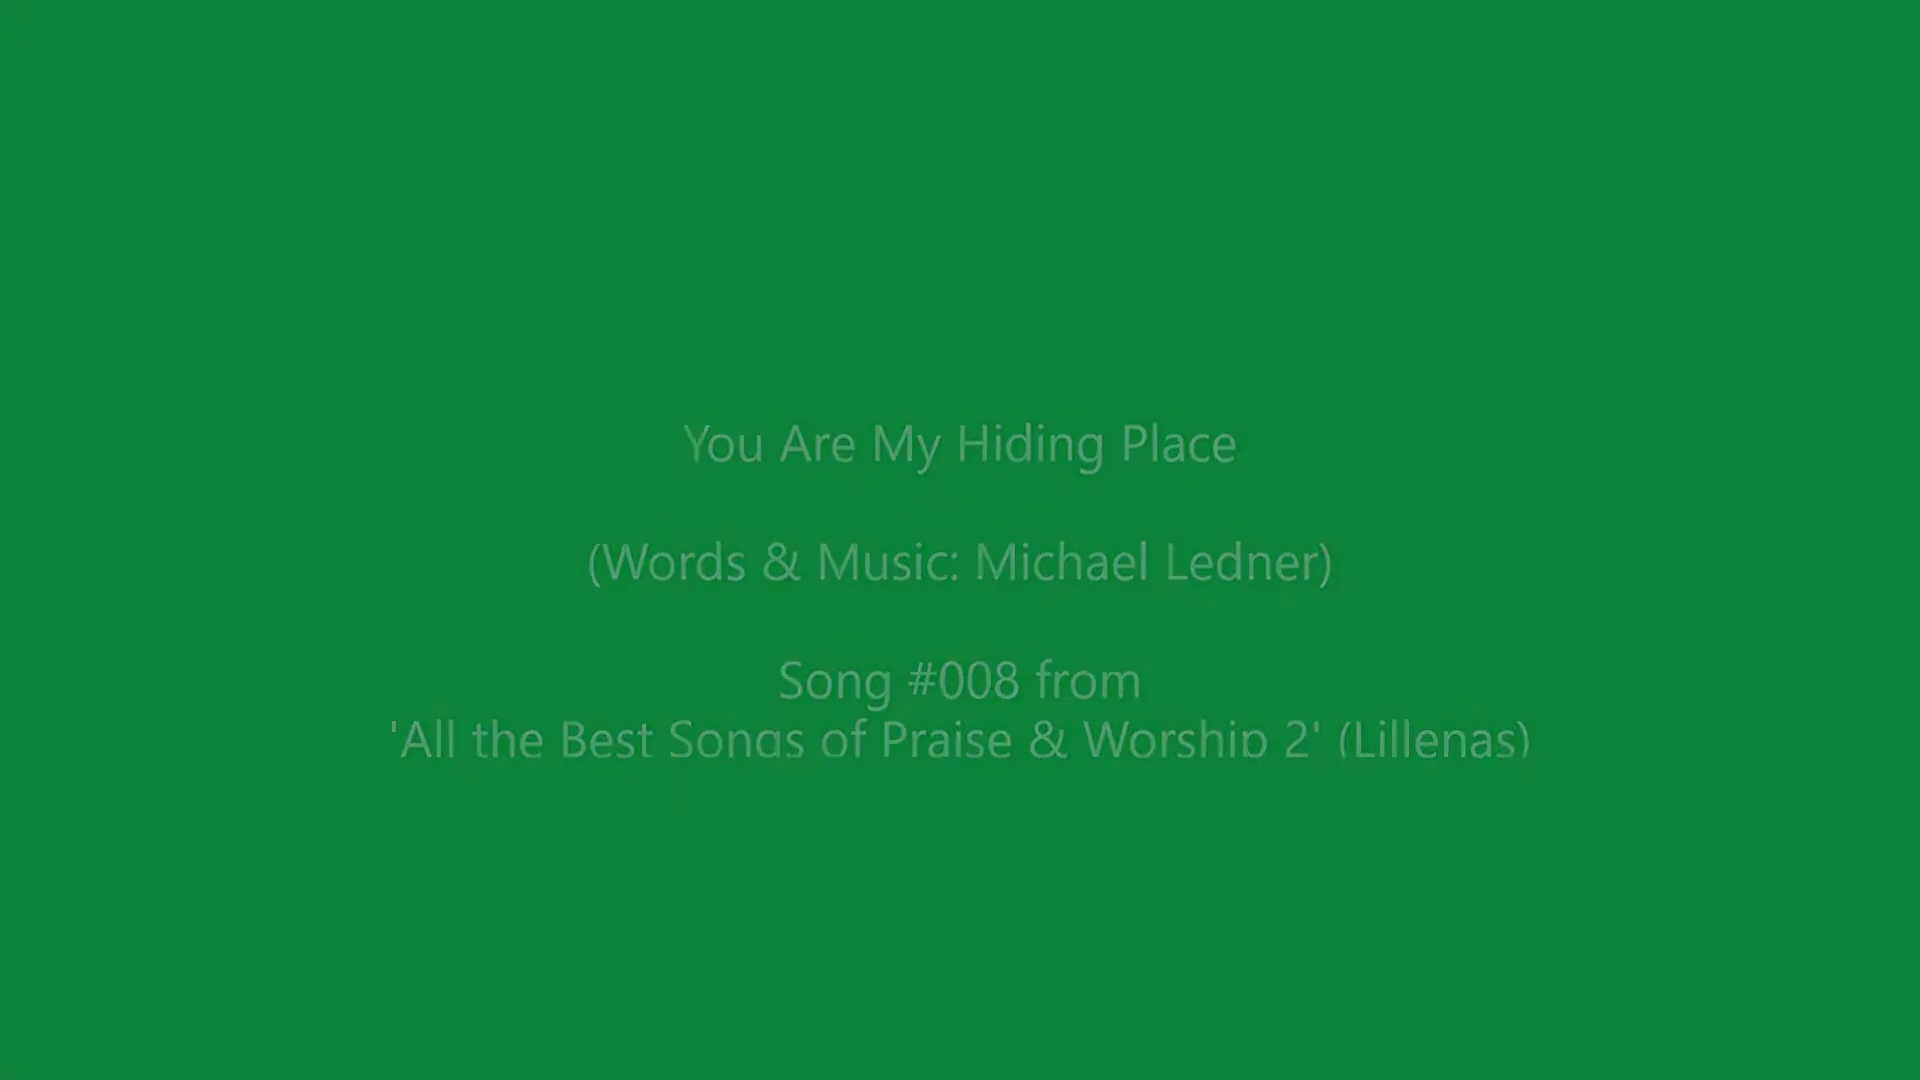 You Are My Hiding Place
(Words & Music: Michael Ledner)
Song #008 from
'All the Best Songs of Praise & Worship 2' (Lillenas)